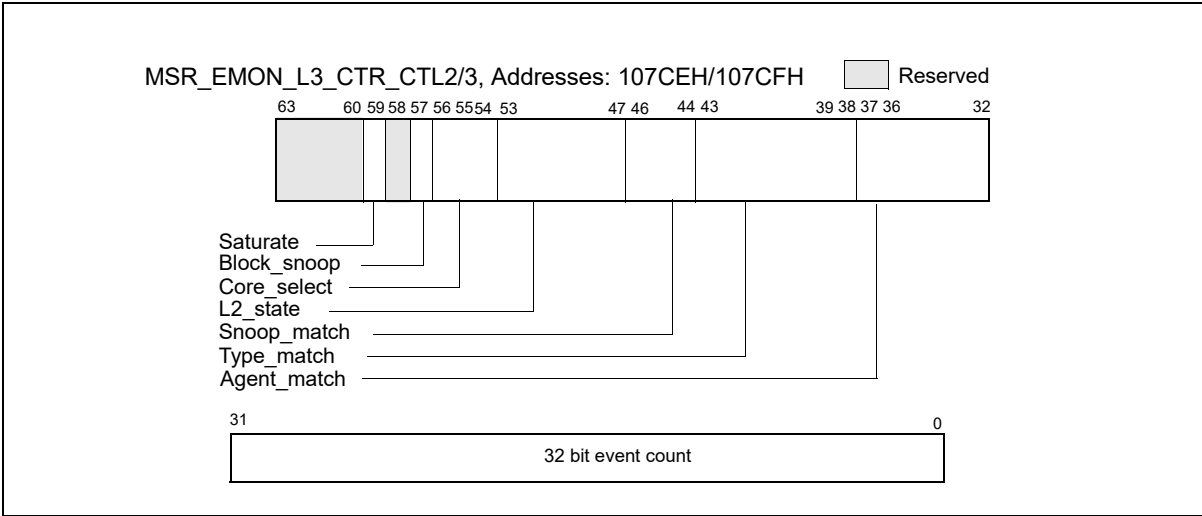 MSR_EMON_L3_CTR_CTL2/3, Addresses: 107CEH/107CFH Reserved
63 60 59 58 57 56 55 54 53 47 46 44 43 39 38 37 36 32
Saturate
Block_snoop
Core_select
L2_state
Snoop_match
Type_match
Agent_match
31 0
32 bit event count